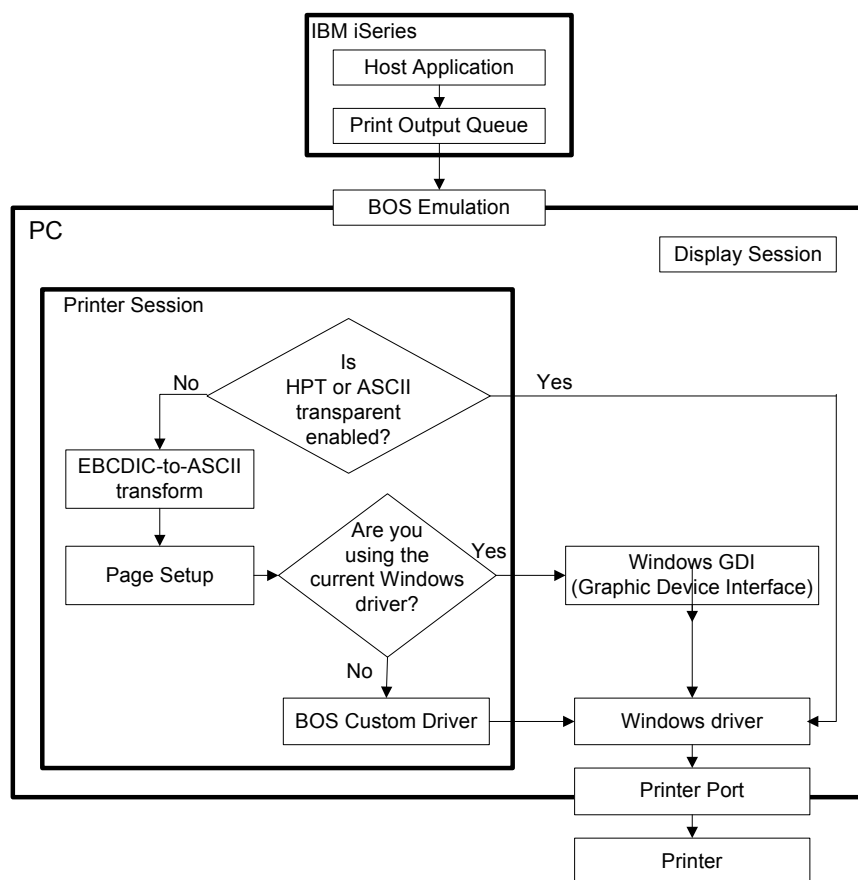 IBM iSeries
Host Application
Print Output Queue
BOS Emulation
PC
Display Session
Printer Session
Is
HPT or ASCII
transparent
enabled?
No
Yes
EBCDIC-to-ASCII
transform
Page Setup
Are you
using the
current Windows
driver?
Yes
Windows GDI
(Graphic Device Interface)
No
BOS Custom Driver
Windows driver
Printer Port
Printer